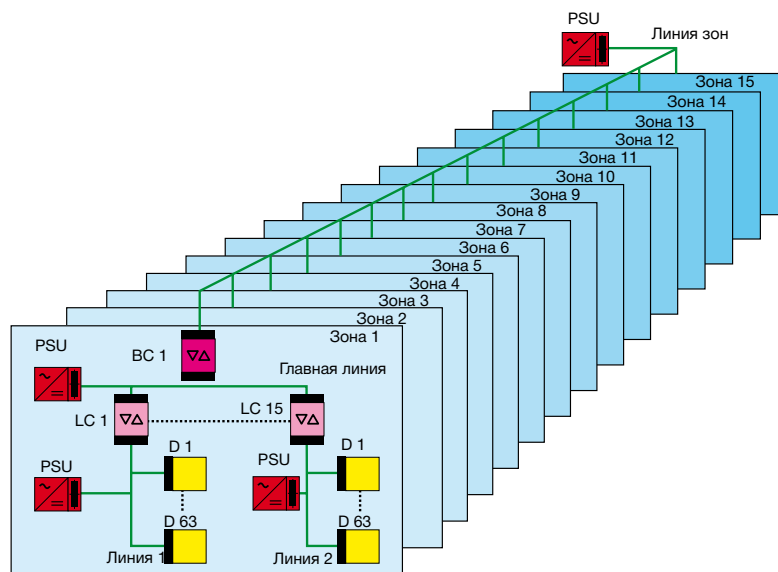 PSU
Линия зон
Зона 15
Зона 14
Зона 13
Зона 12
Зона 11
Зона 10
Зона 9
Зона 8
Зона 7
Зона 6
Зона 5
Зона 4
Зона 3
Зона 2
Зона 1
PSU
BC 1
Главная линия
LC 1
LC 15
D 1
D 1
PSU
PSU
D 63
D 63
Линия 1
Линия 2